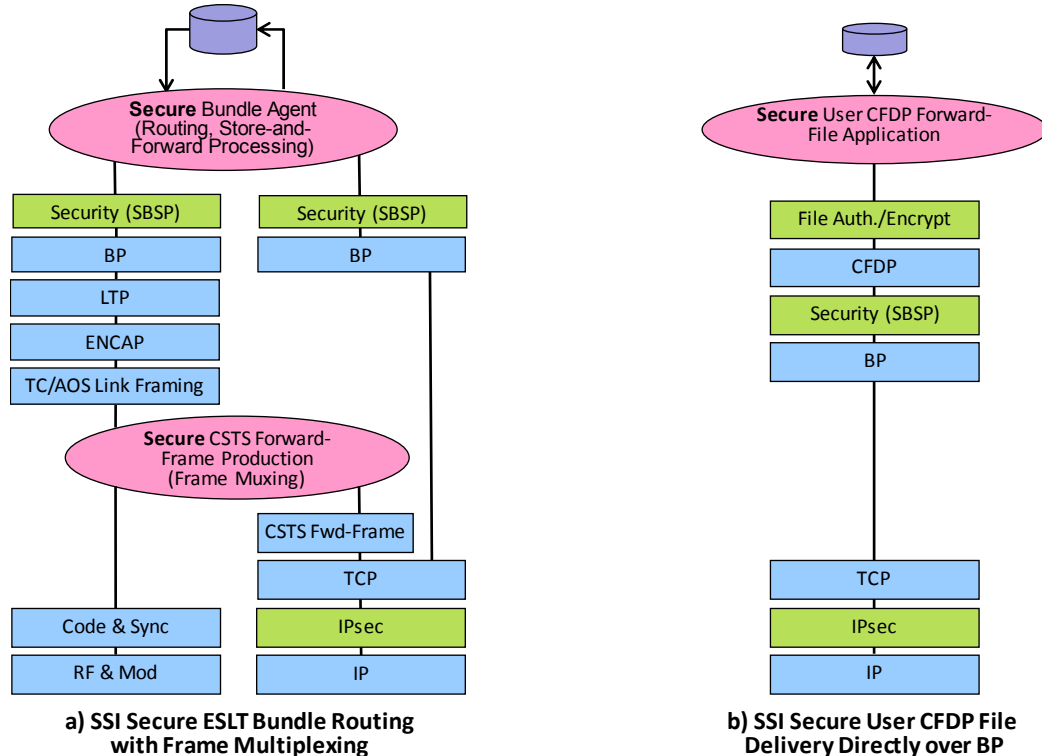 Secure Bundle Agent
(Routing, Store-and-
Forward Processing)
Security (SBSP)
BP
LTP
ENCAP
TC/AOS Link Framing
Security (SBSP)
BP
Secure CSTS Forward-
Frame Production
(Frame Muxing)
CSTS Fwd-Frame
TCP
Code & Sync
IPsec
RF & Mod
IP
a) SSI Secure ESLT Bundle Routing
with Frame Multiplexing
Secure User CFDP Forward-
File Application
File Auth./Encrypt
CFDP
Security (SBSP)
BP
TCP
IPsec
IP
b) SSI Secure User CFDP File
Delivery Directly over BP